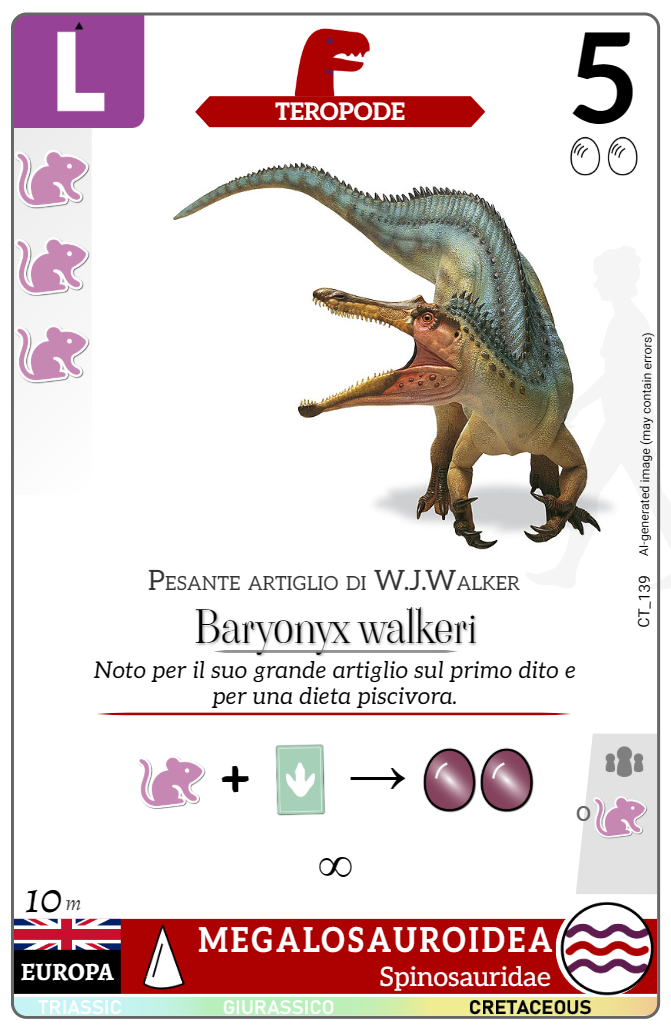 L
TEROPODE
5
AI-generated image (may contain errors)
CT_139
Pesante artiglio di W.J.Walker
Baryonyx walkeri
Noto per il suo grande artiglio sul primo dito e
per una dieta piscivora.
+ →
o
∞
10 m
MEGALOSAUROIDEA
EUROPA
Spinosauridae
TRIASSIC GIURASSICO CRETACEOUS